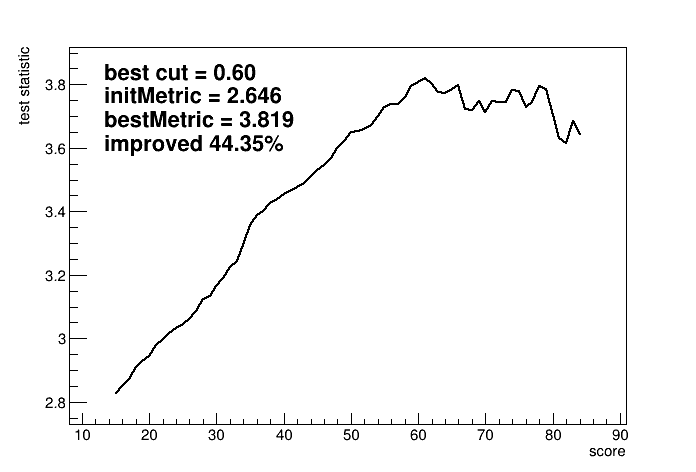 test statistic
best cut = 0.60
initMetric = 2.646
bestMetric = 3.819
improved 44.35%
3.8
3.6
3.4
3.2
3
2.8
10 20 30 40 50 60 70 80 90
score